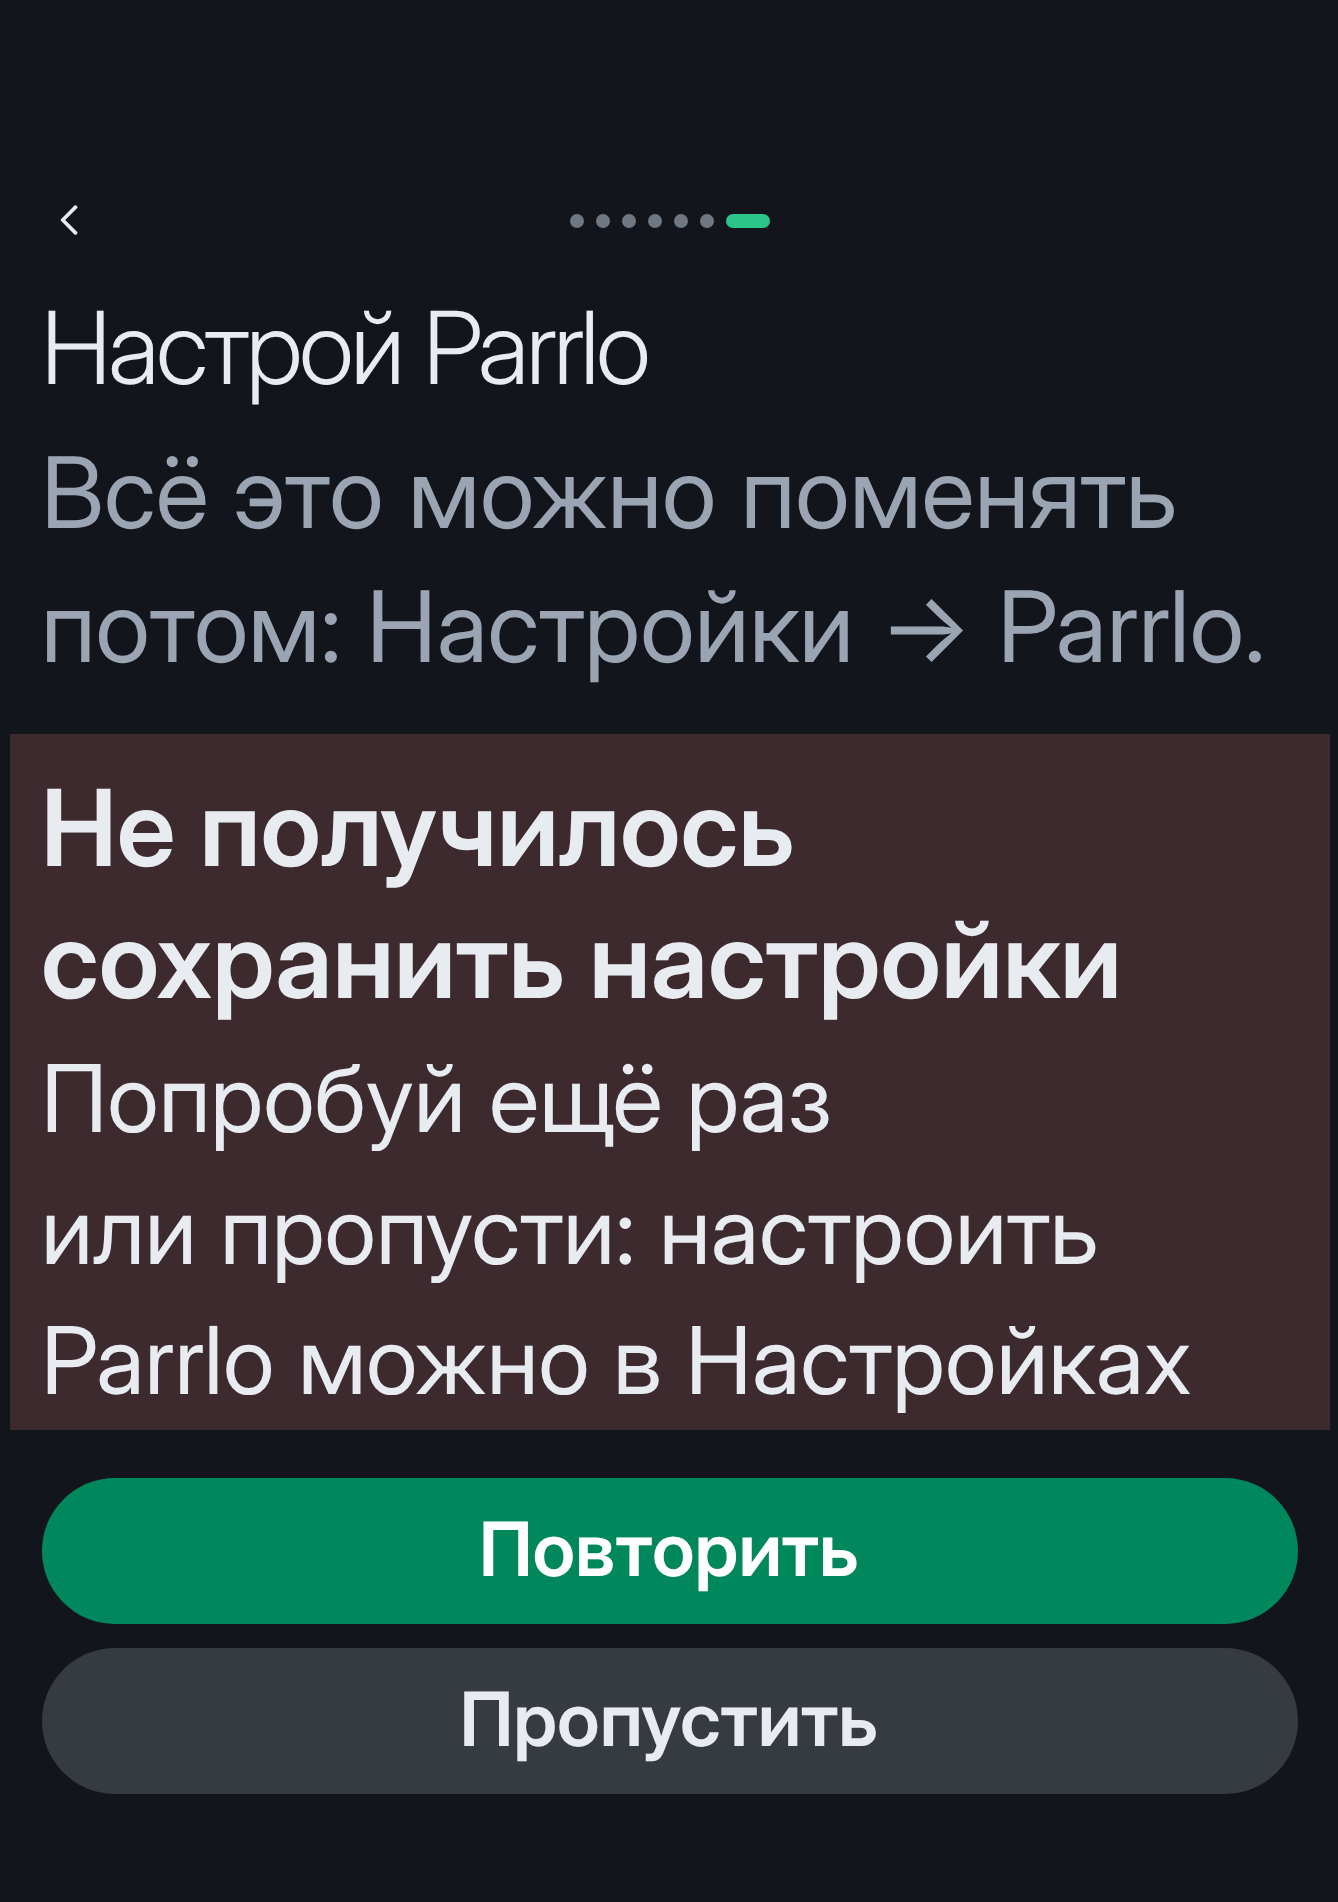 Настрой Parrlo
Всё это можно поменять
потом: Настройки → Parrlo.
Не получилось
сохранить настройки
Попробуй ещё раз
или пропусти: настроить
Parrlo можно в Настройках
Повторить
Пропустить